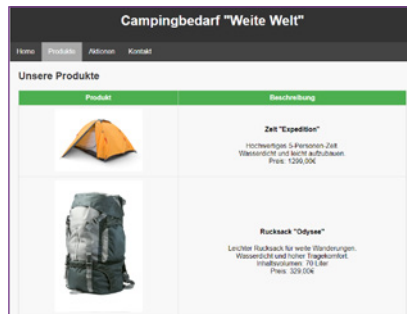 Campingbedarf "Weite Welt"
Home Produkte Aktionen Kontakt
Unsere Produkte
Produkt Beschreibung
Zelt "Expedition"
Hochwertiges 5-Personen-Zelt.
Wasserdicht und leicht aufzubauen.
Preis: 1299,00€
Rucksack "Odysee"
Leichter Rucksack für weite Wanderungen.
Wasserdicht und hoher Tragekomfort.
Inhaltsvolumen: 70 Liter
Preis: 329,00€